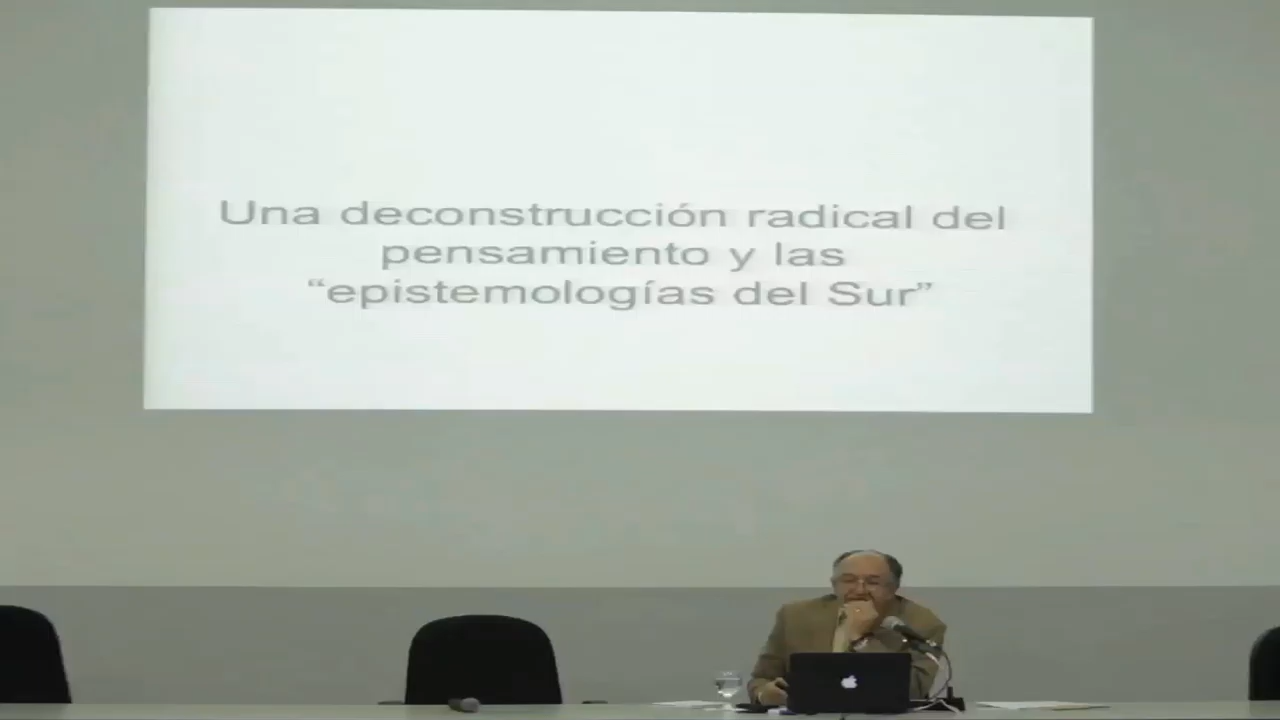 Una deconstrucción radical del
pensamiento y las
“epistemologías del Sur”